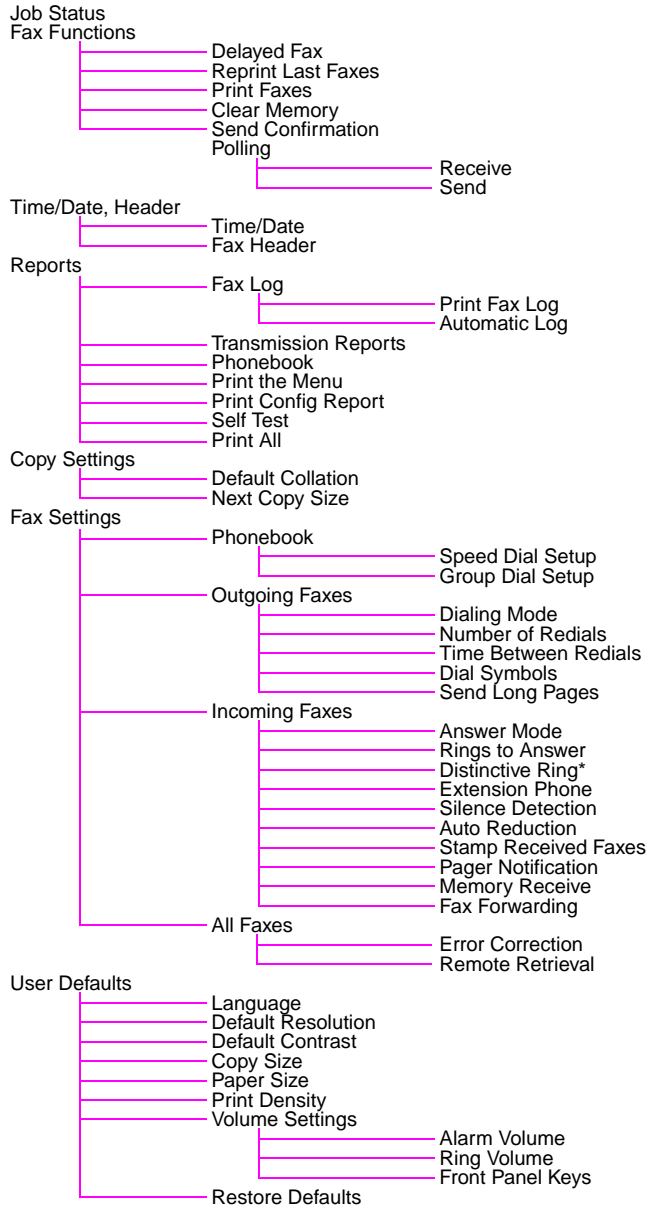 Job Status
Fax Functions
Delayed Fax
Reprint Last Faxes
Print Faxes
Clear Memory
Send Confirmation
Polling
Receive
Send
Time/Date, Header
Time/Date
Fax Header
Reports
Fax Log
Print Fax Log
Automatic Log
Transmission Reports
Phonebook
Print the Menu
Print Config Report
Self Test
Print All
Copy Settings
Default Collation
Next Copy Size
Fax Settings
Phonebook
Speed Dial Setup
Group Dial Setup
Outgoing Faxes
Dialing Mode
Number of Redials
Time Between Redials
Dial Symbols
Send Long Pages
Incoming Faxes
Answer Mode
Rings to Answer
Distinctive Ring*
Extension Phone
Silence Detection
Auto Reduction
Stamp Received Faxes
Pager Notification
Memory Receive
Fax Forwarding
All Faxes
Error Correction
Remote Retrieval
User Defaults
Language
Default Resolution
Default Contrast
Copy Size
Paper Size
Print Density
Volume Settings
Alarm Volume
Ring Volume
Front Panel Keys
Restore Defaults